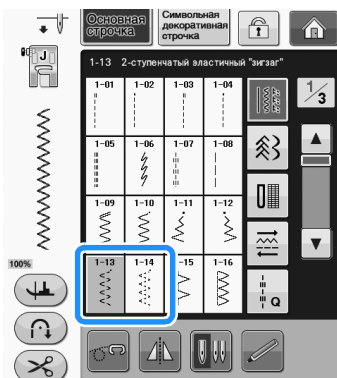 Основная
строчка
Символьная
декоративная
строчка
J
1-13 2-ступенчатый эластичный "зигзаг"
1-01 1-02 1-03 1-04
1/3
1-05 1-06 1-07 1-08
1-09 1-10 1-11 1-12
1-13 1-14 -15 1-16
100%
Q